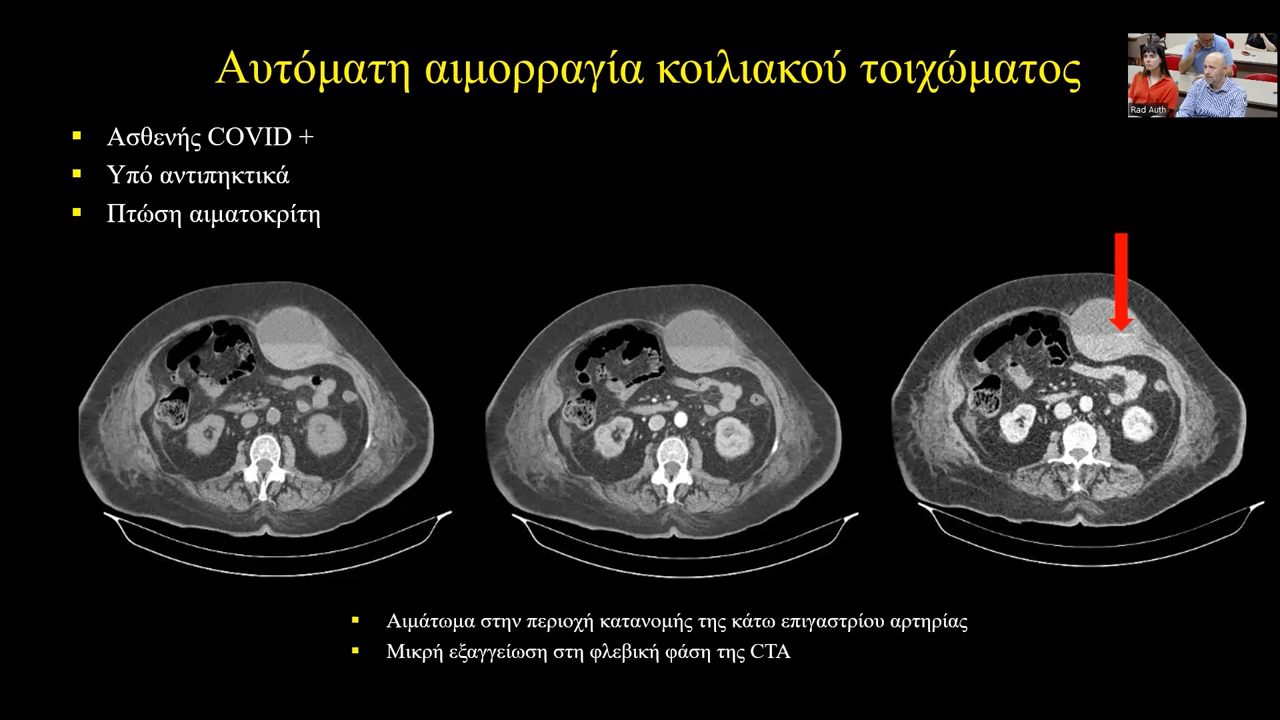 Αυτόματη αιμορραγία κοιλιακού τοιχώματος
Rad Auth
Ασθενής COVID +
Υπό αντιπηκτικά
Πτώση αιματοκρίτη
Αιμάτωμα στην περιοχή κατανομής της κάτω επιγαστρίου αρτηρίας
Μικρή εξαγγείωση στη φλεβική φάση της CTA